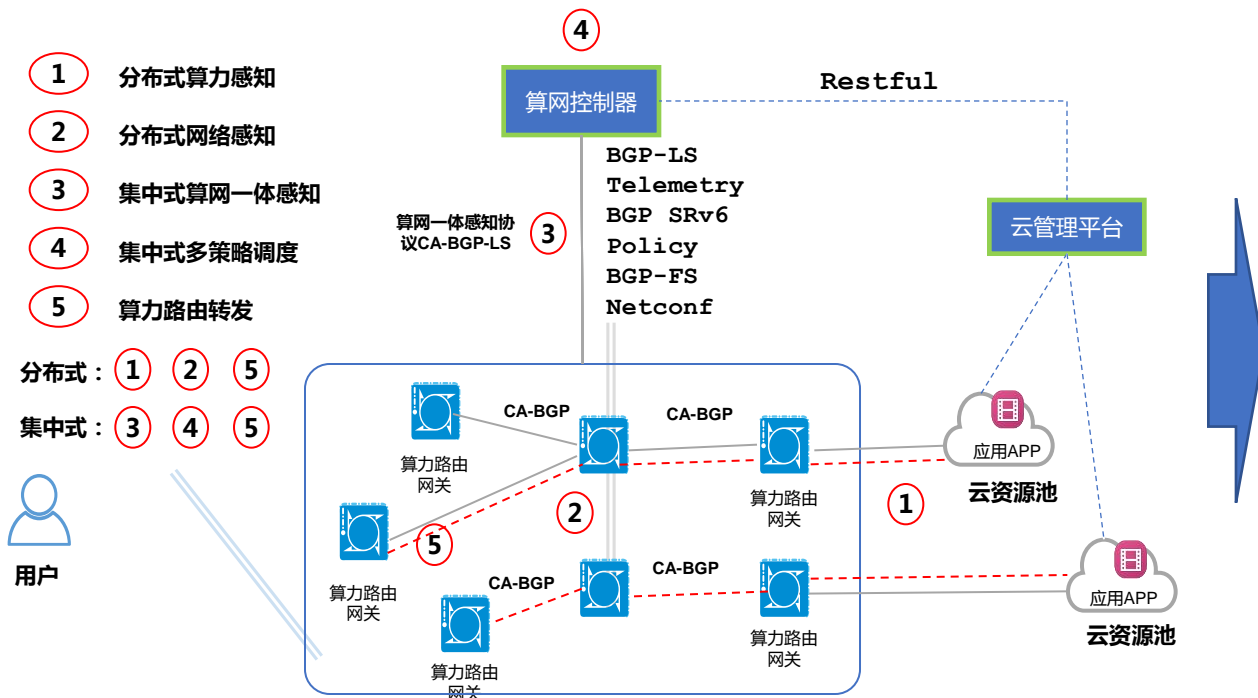 4
1 分布式算力感知
2 分布式网络感知
3 集中式算网一体感知
4 集中式多策略调度
5 算力路由转发
分布式：1 2 5
集中式：3 4 5
用户
算网控制器
Restful
云管理平台
算网一体感知协
议CA-BGP-LS
3
BGP-LS
Telemetry
BGP SRv6
Policy
BGP-FS
Netconf
CA-BGP
CA-BGP
算力路由
网关
算力路由
网关
应用APP
云资源池
1
2
5
算力路由
网关
CA-BGP
CA-BGP
算力路由
网关
算力路由
网关
应用APP
云资源池